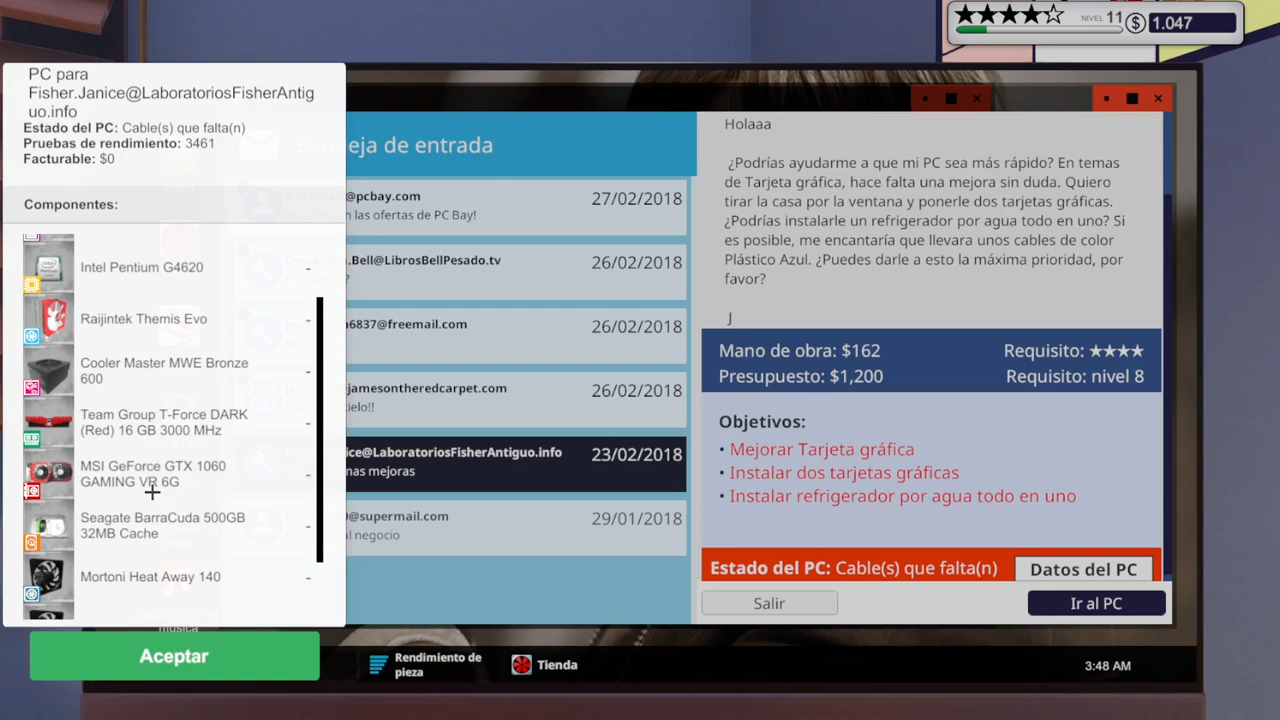 NIVEL 11
$ 1.047
PC para
Fisher.Janice@LaboratoriosFisherAntig
uo.info
Estado del PC: Cable(s) que falta(n)
Pruebas de rendimiento: 3461
Facturable: $0
Componentes:
Intel Pentium G4620 -
Raijintek Themis Evo -
Cooler Master MWE Bronze
600 -
Team Group T-Force DARK
(Red) 16 GB 3000 MHz -
MSI GeForce GTX 1060
GAMING VR 6G -
Seagate BarraCuda 500GB
32MB Cache -
Mortoni Heat Away 140 -
Aceptar
eja de entrada
@pcbay.com 27/02/2018
n las ofertas de PC Bay!
.Bell@LibrosBellPesado.tv 26/02/2018
6837@freemail.com 26/02/2018
jamesontheredcarpet.com 26/02/2018
cielo!!
ice@LaboratoriosFisherAntiguo.info 23/02/2018
nas mejoras
@supermail.com 29/01/2018
al negocio
Holaaa
¿Podrías ayudarme a que mi PC sea más rápido? En temas
de Tarjeta gráfica, hace falta una mejora sin duda. Quiero
tirar la casa por la ventana y ponerle dos tarjetas gráficas.
¿Podrías instalarle un refrigerador por agua todo en uno? Si
es posible, me encantaría que llevara unos cables de color
Plástico Azul. ¿Puedes darle a esto la máxima prioridad, por
favor?
J
Mano de obra: $162 Requisito: ★★★★
Presupuesto: $1,200 Requisito: nivel 8
Objetivos:
• Mejorar Tarjeta gráfica
• Instalar dos tarjetas gráficas
• Instalar refrigerador por agua todo en uno
Estado del PC: Cable(s) que falta(n) Datos del PC
Salir Ir al PC
Rendimiento de
pieza
Tienda
3:48 AM